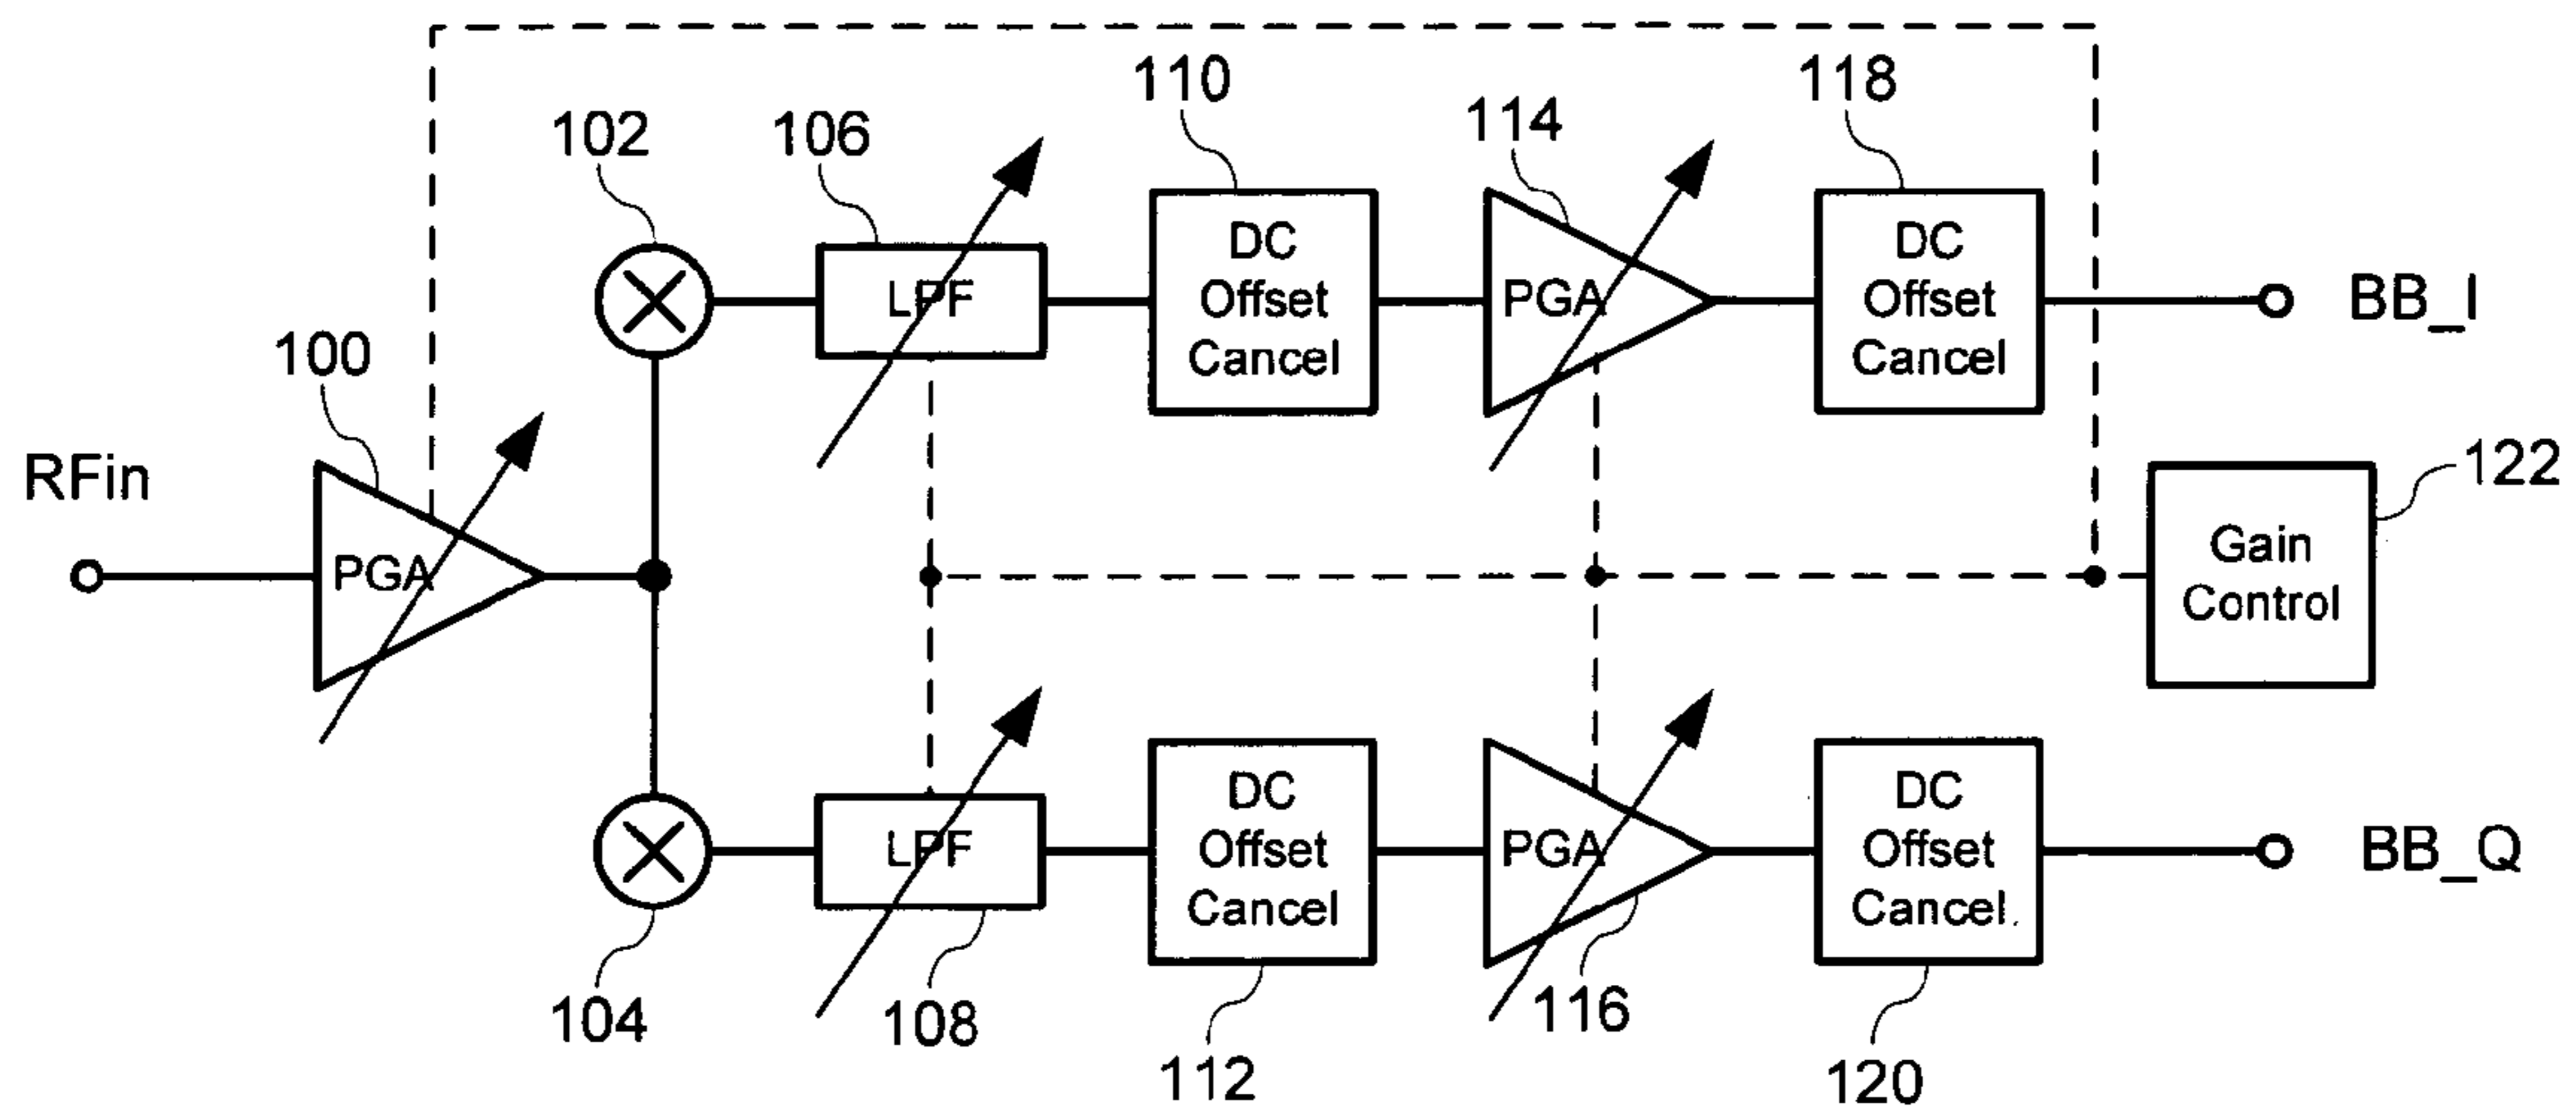 110
118
102
106
114
DC
Offset
Cancel
DC
Offset
Cancel
LPF
PGA
BB_I
100
RFin
122
PGA
Gain
Control
DC
Offset
Cancel
DC
Offset
Cancel
LPF
PGA
BB_Q
104
108
116
112
120